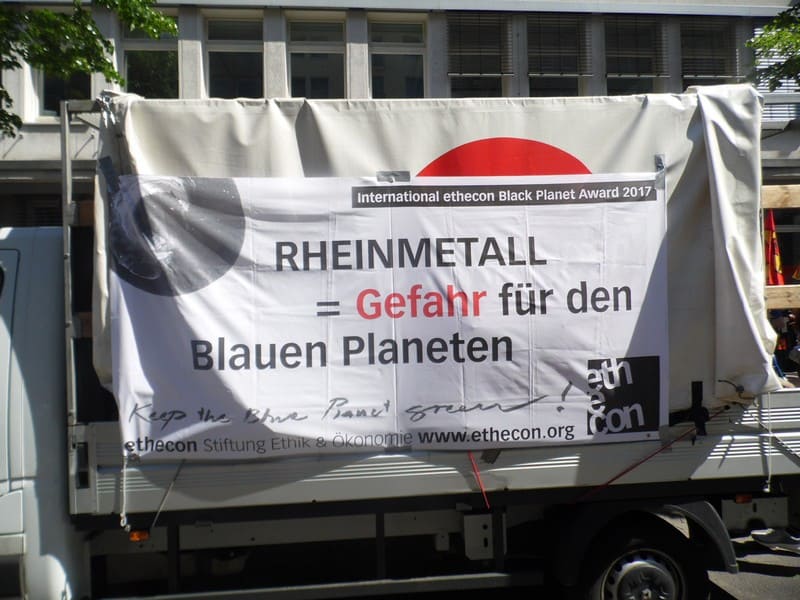 International ethecon Black Planet Award 2017
RHEINMETALL
= Gefahr für den
Blauen Planeten
Keep the Blue Planet green!
ethecon Stiftung Ethik & Ökonomie www.ethecon.org
eth
e
con